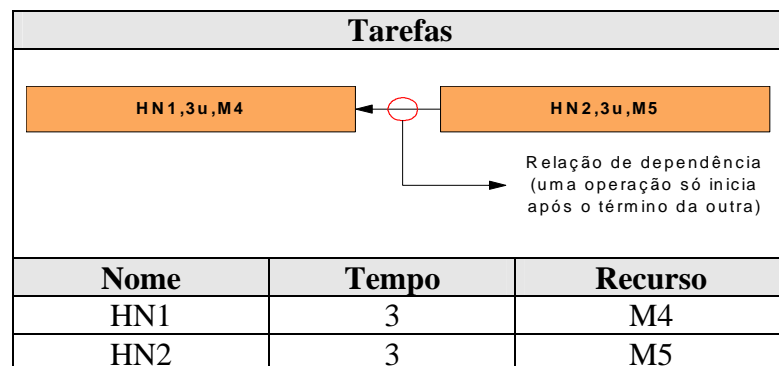 Tarefas
HN1,3u,M4
HN2,3u,M5
Relação de dependência
(uma operação só inicia
após o término da outra)
Nome Tempo Recurso
HN1 3 M4
HN2 3 M5